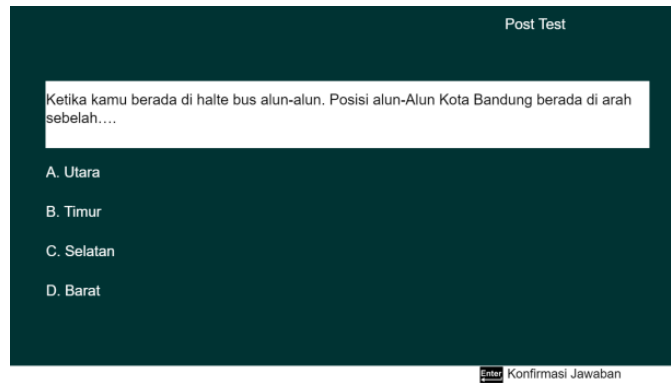 Post Test
Ketika kamu berada di halte bus alun-alun. Posisi alun-Alun Kota Bandung berada di arah
sebelah….
A. Utara
B. Timur
C. Selatan
D. Barat
Enter Konfirmasi Jawaban